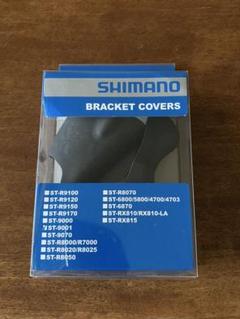 SHIMANO
BRACKET COVERS
ST-R9100
ST-R9120
ST-R9150
ST-R9170
ST-9000
ST-9001
ST-9070
ST-R8000/R7000
ST-R8020/R8025
ST-R8050
ST-R8070
ST-6800/5800/4700/4703
ST-6870
ST-RX810/RX810-LA
ST-RX815